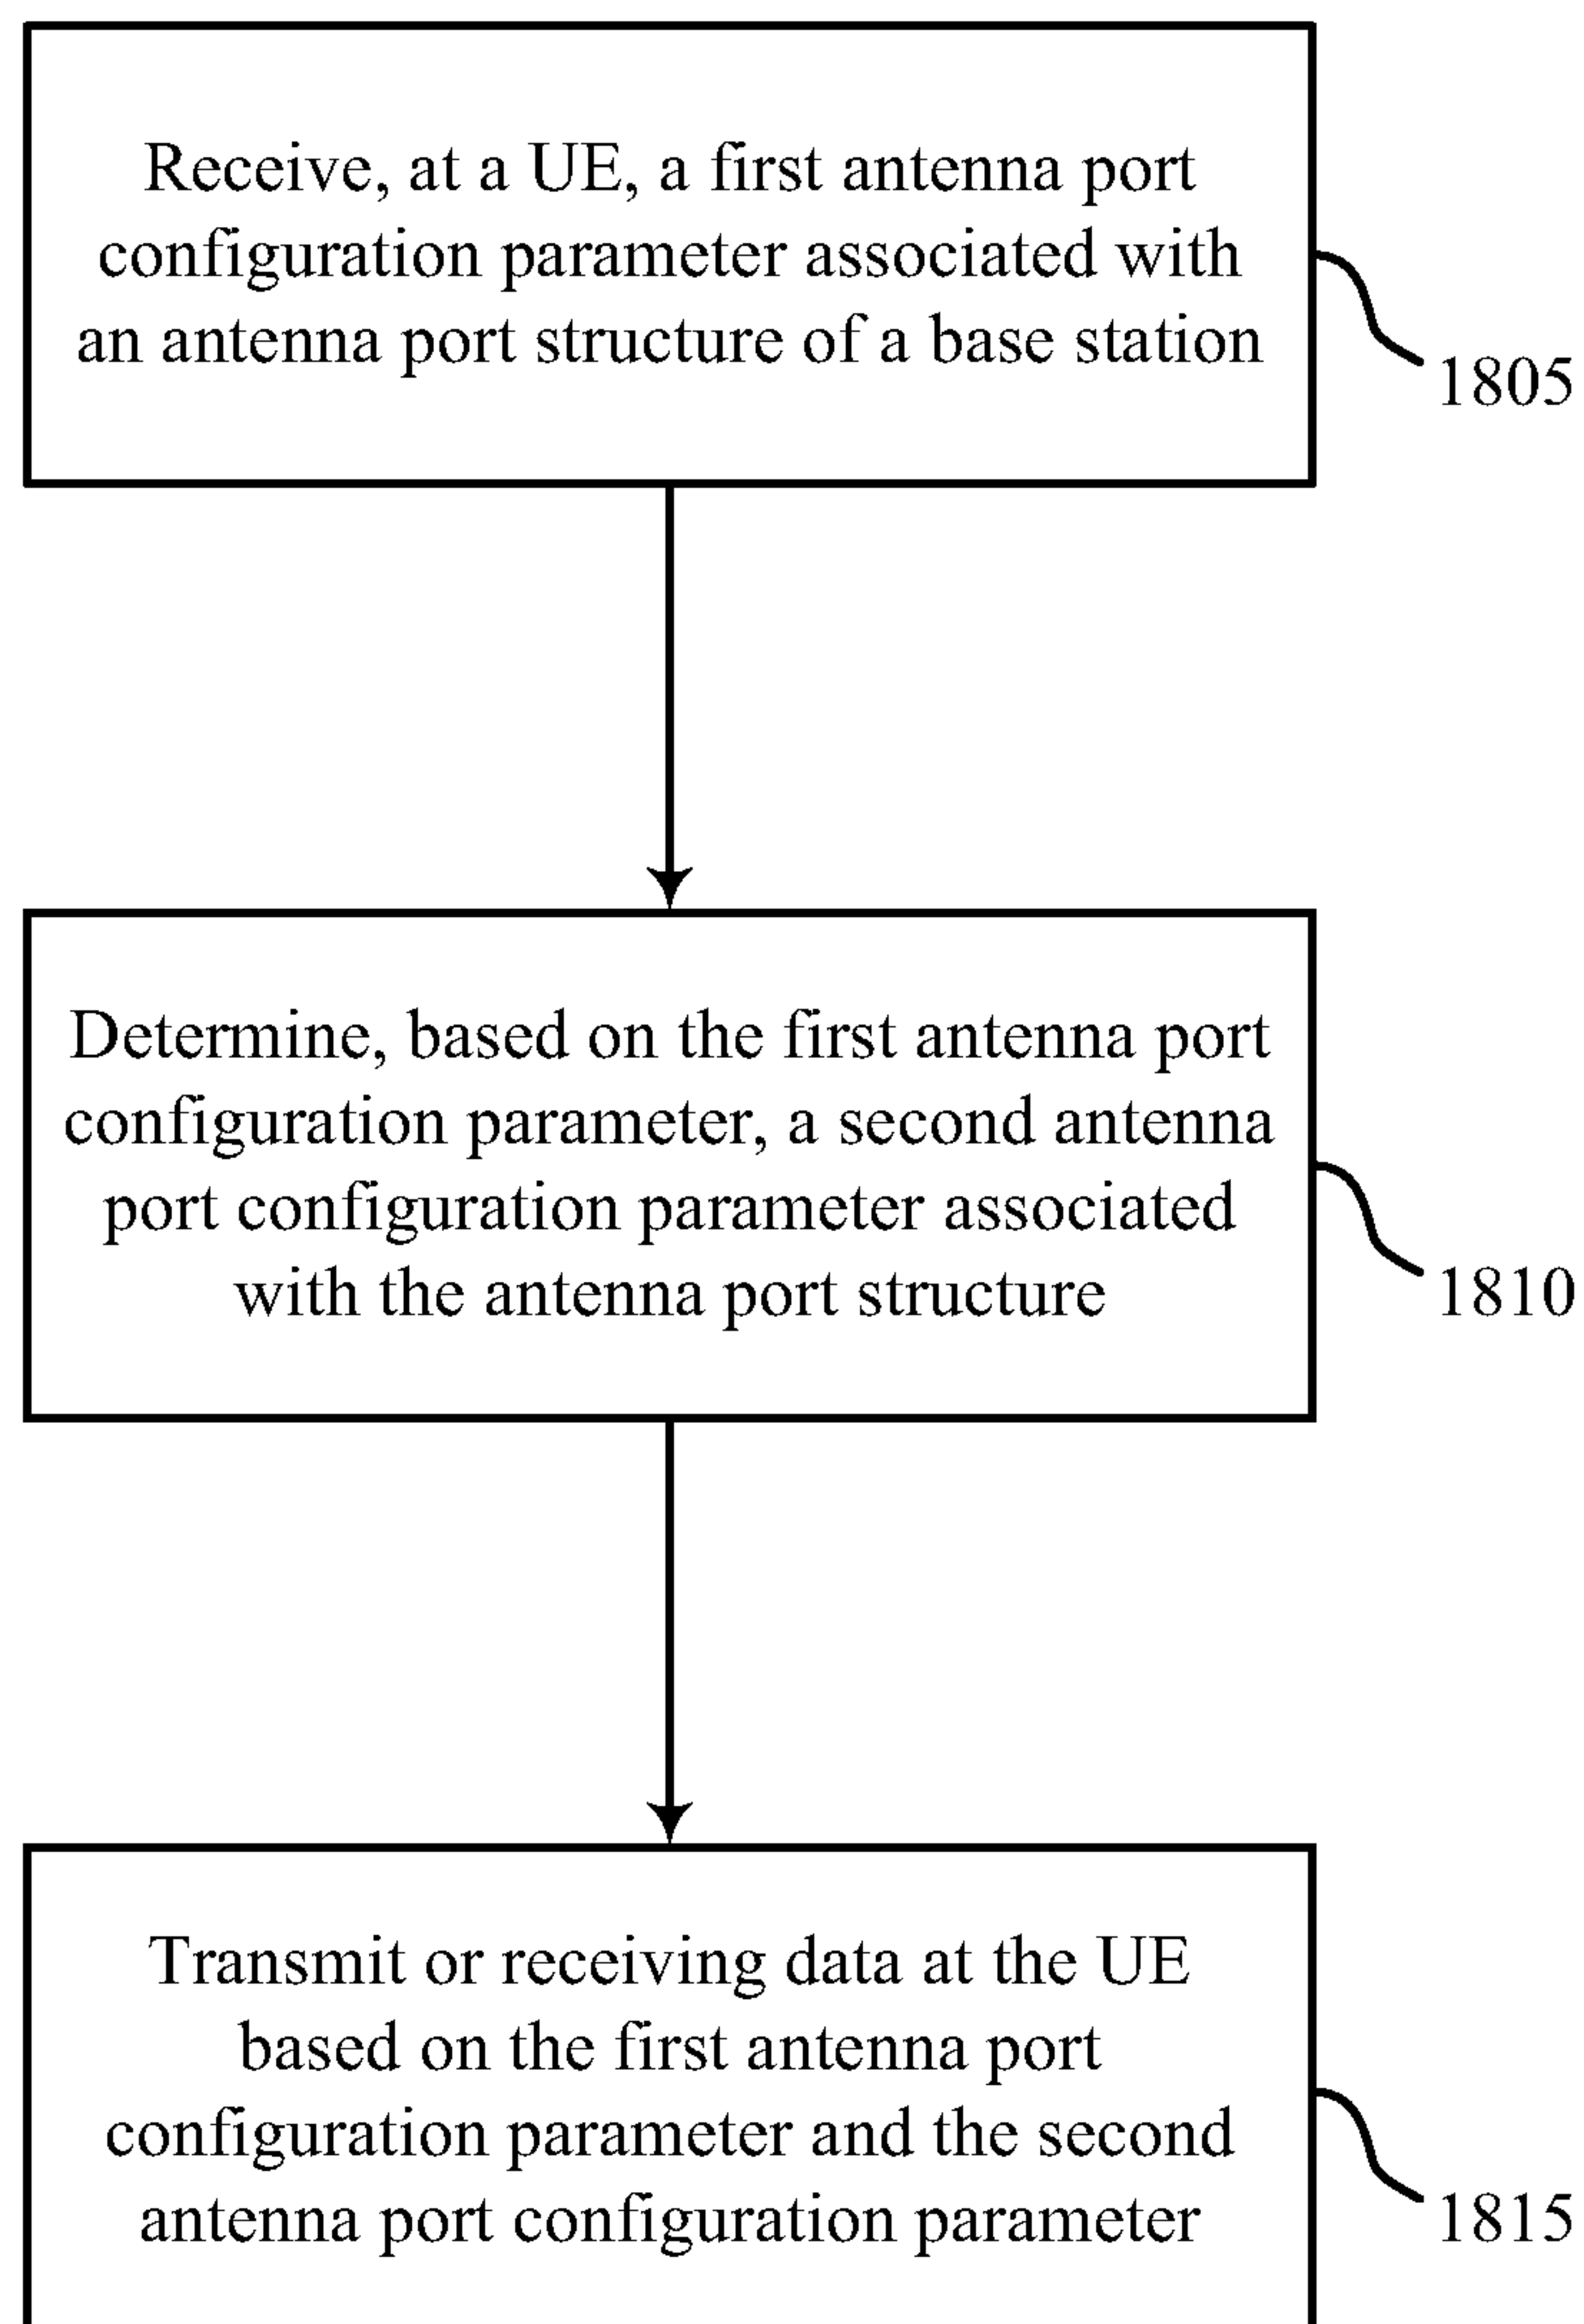 Receive, at a UE, a first antenna port
configuration parameter associated with
an antenna port structure of a base station
1805
Determine, based on the first antenna port
configuration parameter, a second antenna
port configuration parameter associated
with the antenna port structure
1810
Transmit or receiving data at the UE
based on the first antenna port
configuration parameter and the second
antenna port configuration parameter
1815